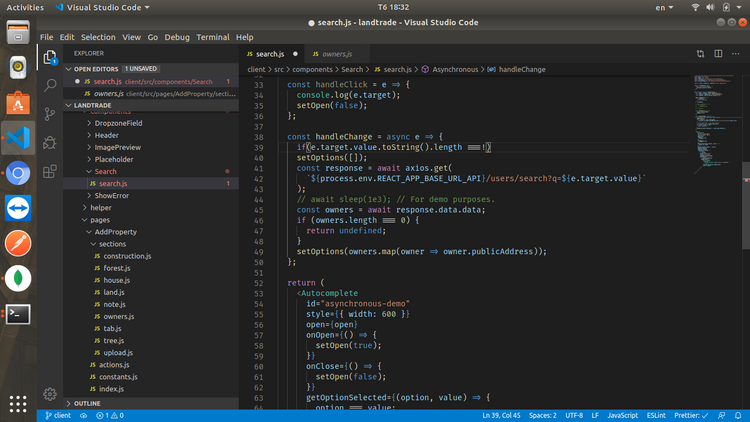 Activities
Visual Studio Code
T6 18:32
en
search.js - landtrade - Visual Studio Code
File Edit Selection View Go Debug Terminal Help
EXPLORER
OPEN EDITORS 1 UNSAVED
JS search.js client/src/components/Search 1
JS owners.js client/src/pages/AddProperty/secti...
LANDTRADE
components
DropzoneField
Header
ImagePreview
Placeholder
Search
JS search.js 1
ShowError
helper
pages
AddProperty
sections
JS construction.js
JS forest.js
JS house.js
JS land.js
JS note.js
JS owners.js
JS tab.js
JS tree.js
JS upload.js
JS actions.js
JS constants.js
JS index.js
OUTLINE
JS search.js
JS owners.js
client > src > components > Search > JS search.js > Asynchronous > handleChange
33 const handleClick = e => {
34 console.log(e.target);
35 setOpen(false);
36 };
37
38 const handleChange = async e => {
39 if(e.target.value.toString().length ===!)
40 setOptions([]);
41 const response = await axios.get(
42 `${process.env.REACT_APP_BASE_URL_API}/users/search?q=${e.target.value}`
43 );
44 // await sleep(1e3); // For demo purposes.
45 const owners = await response.data.data;
46 if (owners.length === 0) {
47 return undefined;
48 }
49 setOptions(owners.map(owner => owner.publicAddress));
50 };
51
52 return (
53 <Autocomplete
54 id="asynchronous-demo"
55 style={{ width: 600 }}
56 open={open}
57 onOpen={() => {
58 setOpen(true);
59 }}
60 onClose={() => {
61 setOpen(false);
62 }}
63 getOptionSelected={(option, value) =>
64 option === value;
client 1 0 Ln 39, Col 45 Spaces: 2 UTF-8 LF JavaScript ESLint Prettier: ✓